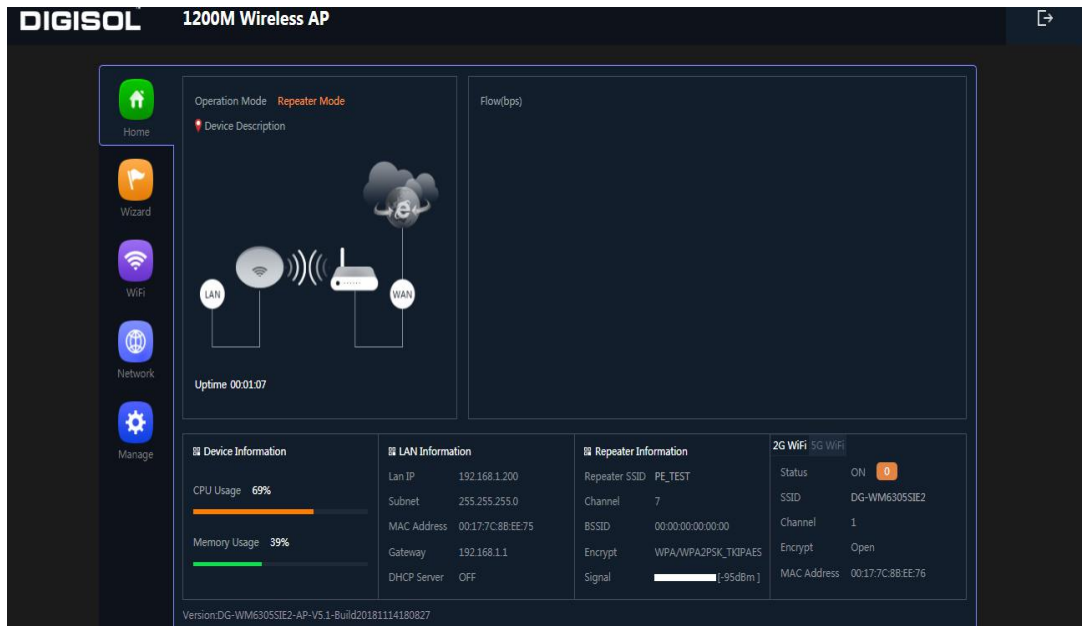 DIGISOL
1200M Wireless AP
Home
Wizard
WiFi
Network
Manage
Operation Mode Repeater Mode
Device Description
LAN
WAN
Uptime 00:01:07
Flow(bps)
Device Information
CPU Usage 69%
Memory Usage 39%
LAN Information
Lan IP 192.168.1.200
Subnet 255.255.255.0
MAC Address 00:17:7C:8B:EE:75
Gateway 192.168.1.1
DHCP Server OFF
Repeater Information
Repeater SSID PE_TEST
Channel 7
BSSID 00:00:00:00:00:00
Encrypt WPA/WPA2PSK_TKIPAES
Signal [-95dBm ]
2G WiFi 5G WiFi
Status ON 0
SSID DG-WM6305SIE2
Channel 1
Encrypt Open
MAC Address 00:17:7C:8B:EE:76
Version:DG-WM6305SIE2-AP-V5.1-Build20181114180827